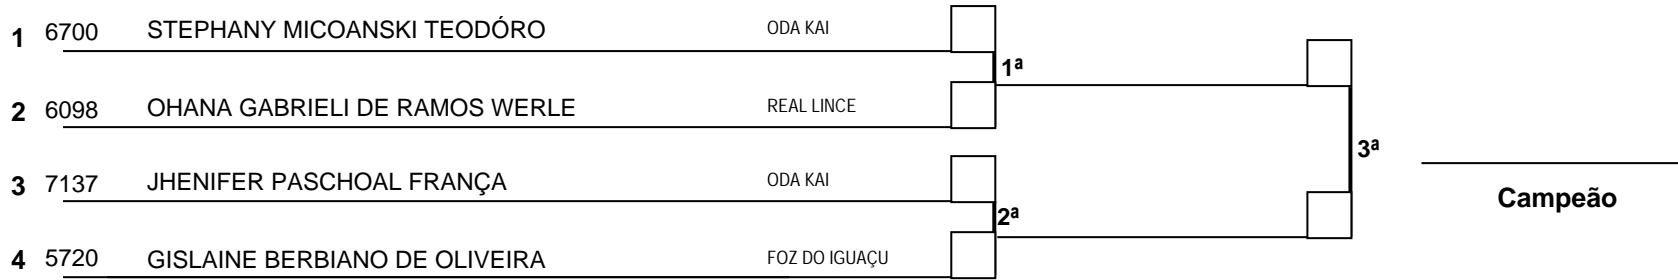 1 6700 STEPHANY MICOANSKI TEODÓRO ODA KAI
1ª
2 6098 OHANA GABRIELI DE RAMOS WERLE REAL LINCE
3ª
3 7137 JHENIFER PASCHOAL FRANÇA ODA KAI
Campeão
2ª
4 5720 GISLAINE BERBIANO DE OLIVEIRA FOZ DO IGUAÇU